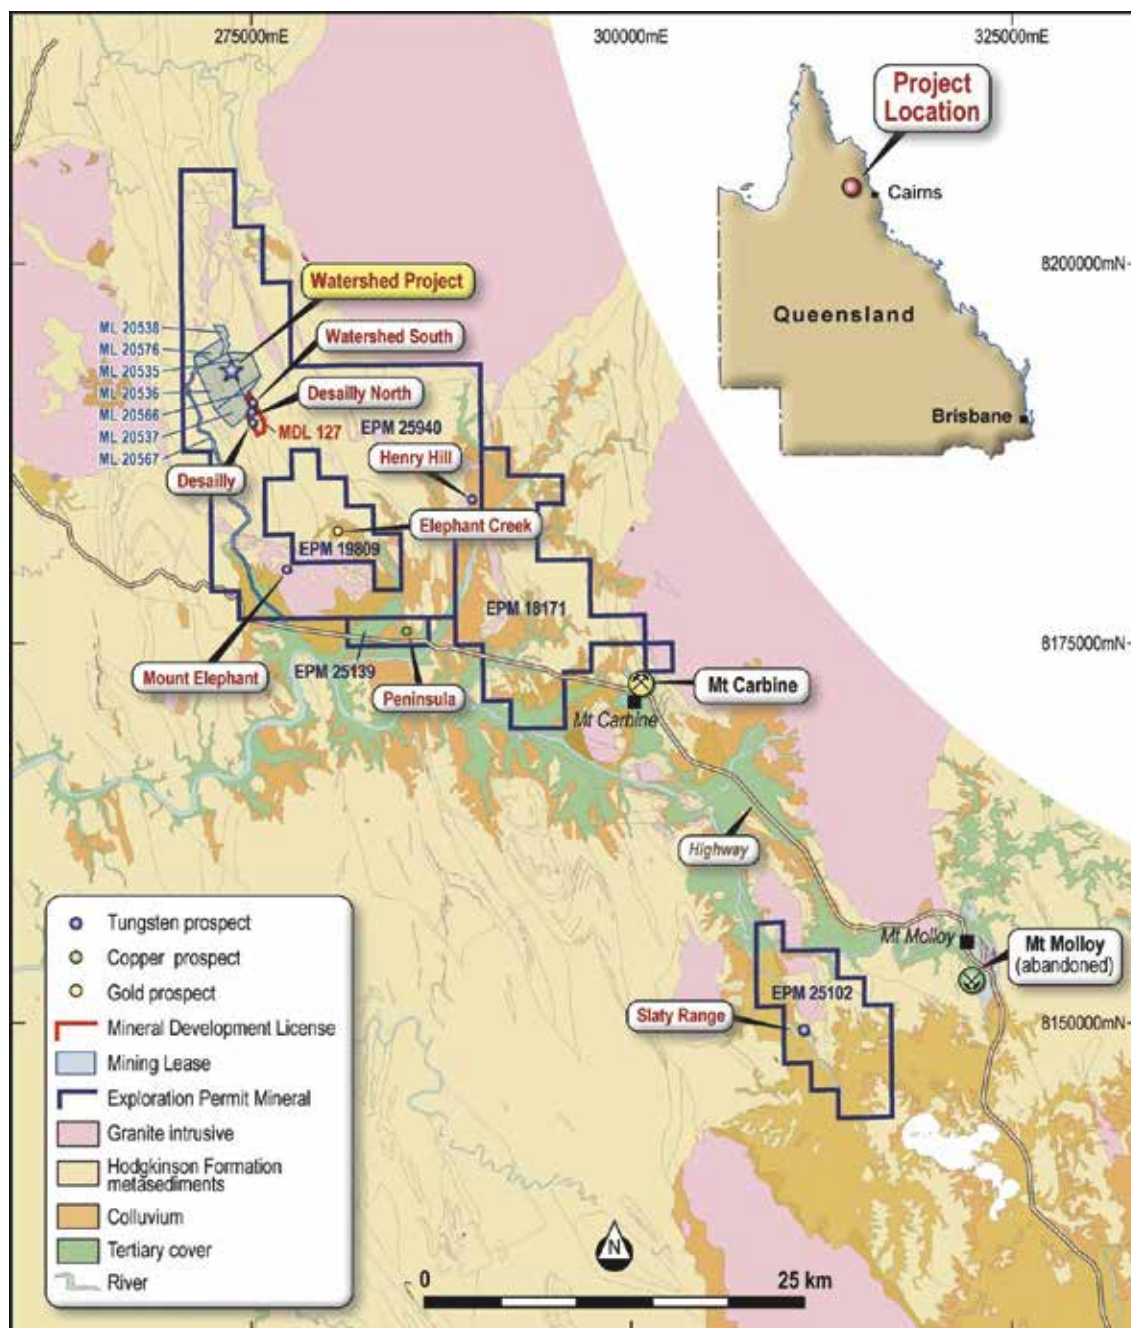 275000mE
300000mE
325000mE
Project
Location
Cairns
8200000mN
Queensland
Brisbane
Watershed Project
ML 20538
ML 20576
ML 20535
ML 20536
ML 20566
ML 20537
ML 20567
Watershed South
Desailly North
MDL 127
EPM 25940
Desailly
Henry Hill
Elephant Creek
EPM 19809
EPM 18171
8175000mN
Mount Elephant
EPM 25139
Peninsula
Mt Carbine
Mt Carbine
Highway
Mt Molloy
Mt Molloy
(abandoned)
EPM 25102
Slaty Range
8150000mN
Tungsten prospect
Copper prospect
Gold prospect
Mineral Development License
Mining Lease
Exploration Permit Mineral
Granite intrusive
Hodgkinson Formation
metasediments
Colluvium
Tertiary cover
River
N
0
25 km